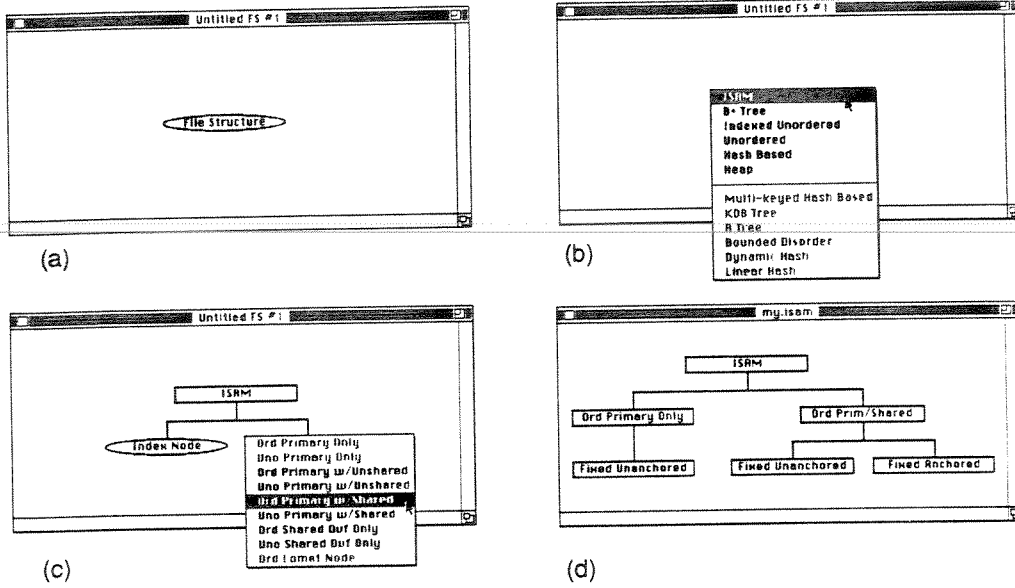 Untitled FS #1
File Structure
(a)
Untitled FS #1
ISAM
B+ Tree
Indexed Unordered
Unordered
Hash Based
Heap
Multi-keyed Hash Based
KDB Tree
R Tree
Bounded Disorder
Dynamic Hash
Linear Hash
(b)
Untitled FS #1
ISAM
Index Node
Ord Primary Only
Uno Primary Only
Ord Primary w/Unshared
Uno Primary w/Unshared
Ord Primary w/Shared
Uno Primary w/Shared
Ord Shared Ovf Only
Uno Shared Ovf Only
Ord Lomet Node
(c)
my.isam
ISAM
Ord Primary Only
Ord Prim/Shared
Fixed Unanchored
Fixed Unanchored
Fixed Anchored
(d)